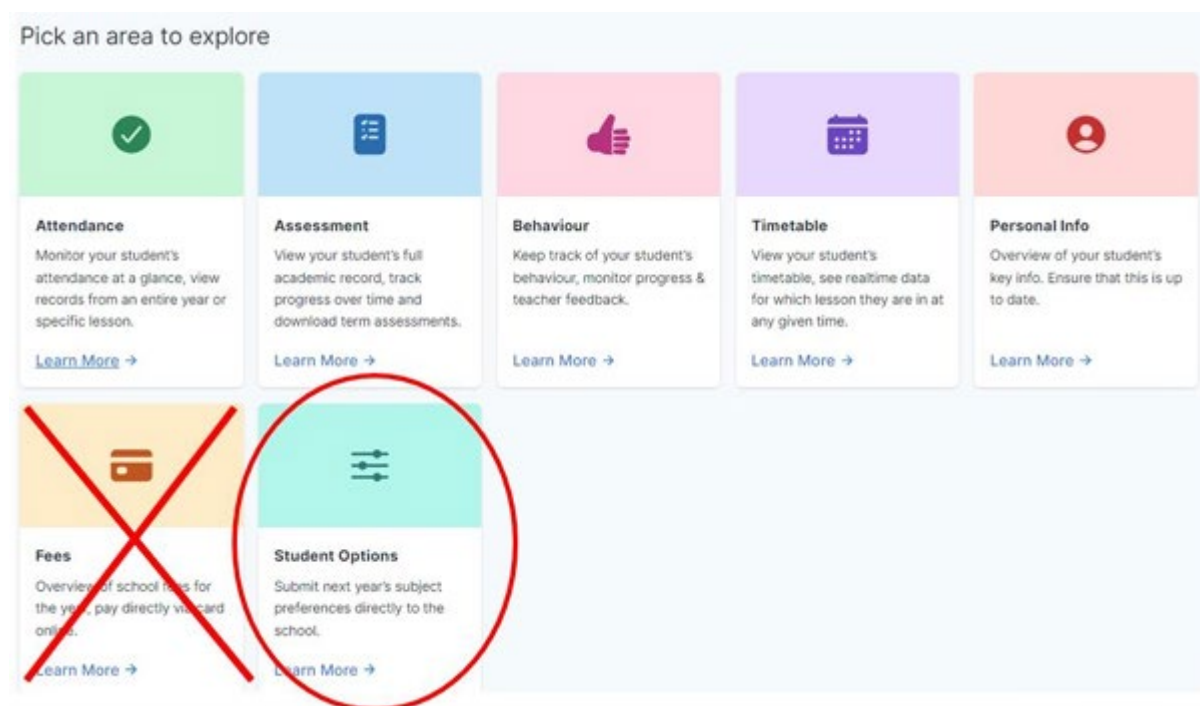 Pick an area to explore
Attendance
Monitor your student's
attendance at a glance, view
records from an entire year or
specific lesson.
Learn More →
Assessment
View your student's full
academic record, track
progress over time and
download term assessments.
Learn More →
Behaviour
Keep track of your student's
behaviour, monitor progress &
teacher feedback.
Learn More →
Timetable
View your student's
timetable, see realtime data
for which lesson they are in at
any given time.
Learn More →
Personal Info
Overview of your student's
key info. Ensure that this is up
to date.
Learn More →
Fees
Overview of school fees for
the year, pay directly via card
online.
Learn More →
Student Options
Submit next year's subject
preferences directly to the
school.
Learn More →